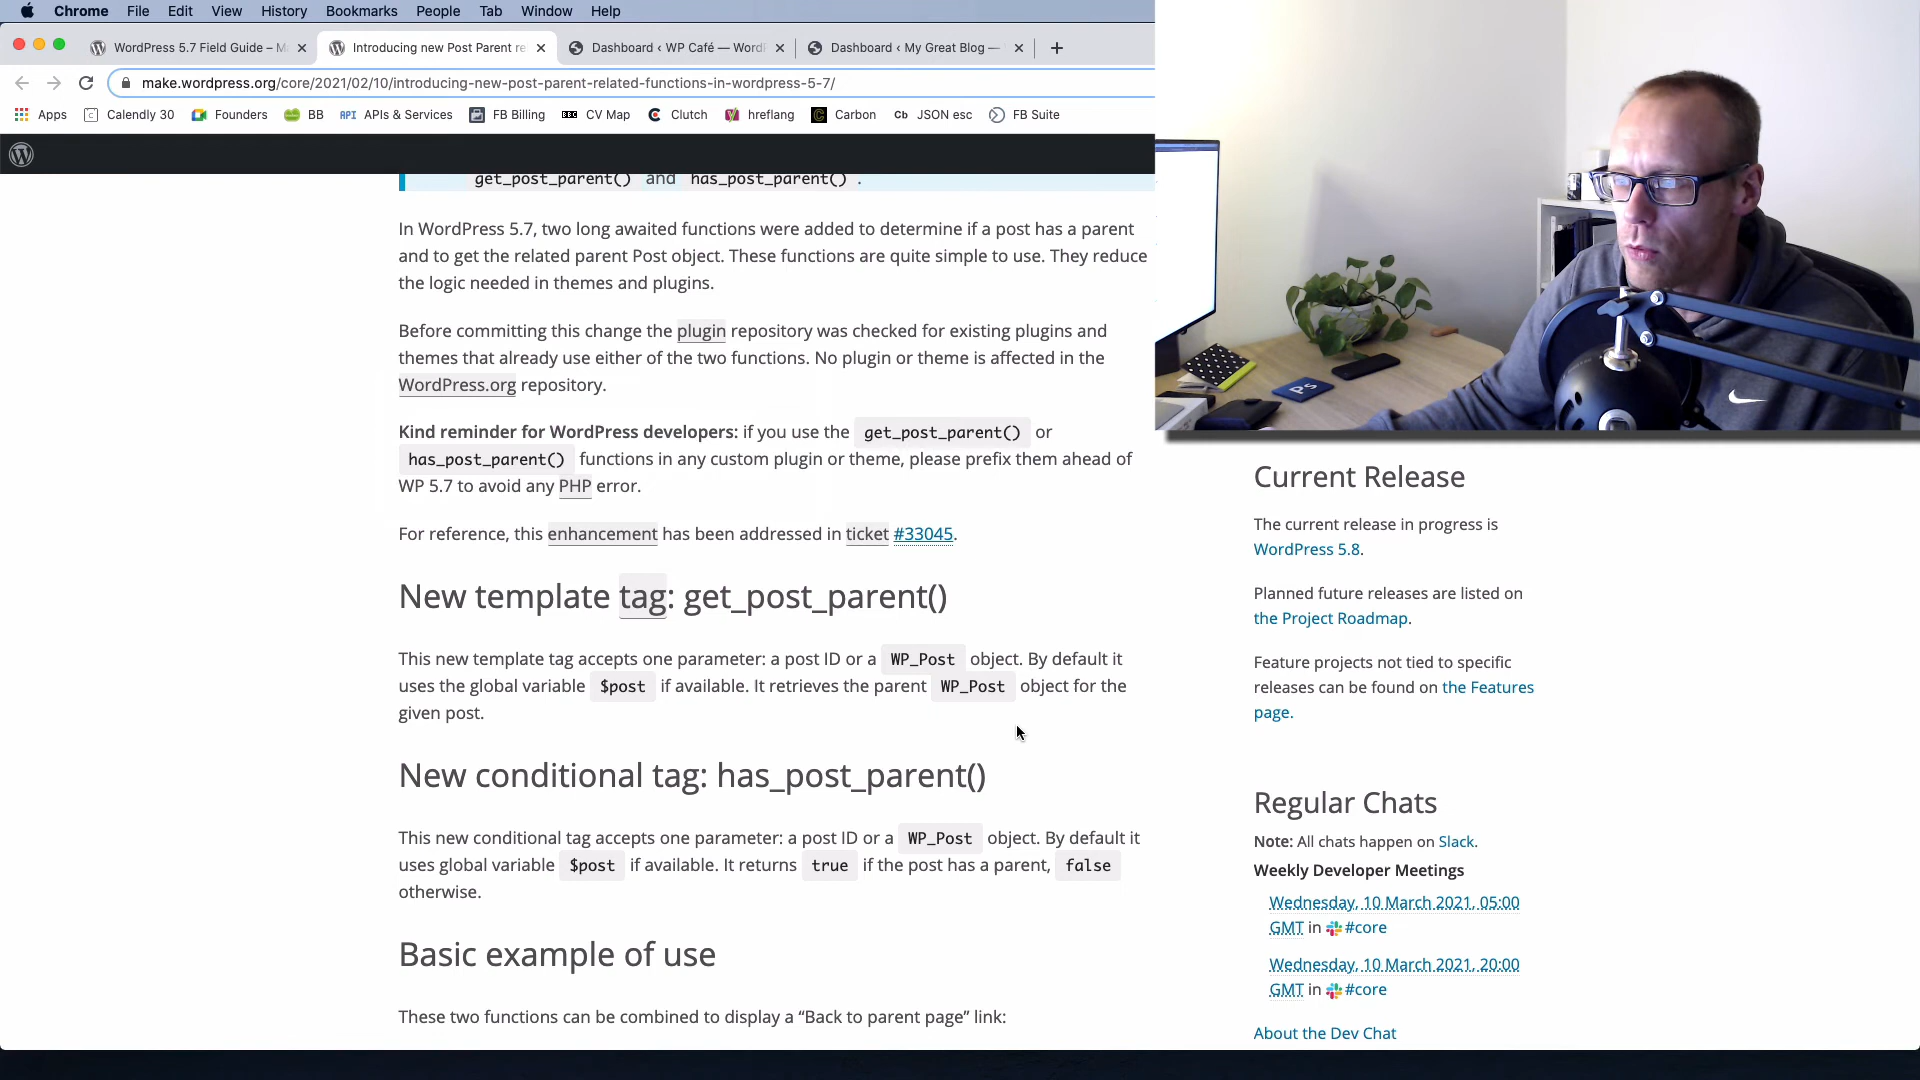 Chrome File Edit View History Bookmarks People Tab Window Help
WordPress 5.7 Field Guide – M
Introducing new Post Parent re
Dashboard ‹ WP Café — WordP
Dashboard ‹ My Great Blog —
make.wordpress.org/core/2021/02/10/introducing-new-post-parent-related-functions-in-wordpress-5-7/
Apps Calendly 30 Founders BB API APIs & Services FB Billing BBC CV Map Clutch hreflang Carbon Cb JSON esc FB Suite
get_post_parent() and has_post_parent() .
In WordPress 5.7, two long awaited functions were added to determine if a post has a parent
and to get the related parent Post object. These functions are quite simple to use. They reduce
the logic needed in themes and plugins.
Before committing this change the plugin repository was checked for existing plugins and
themes that already use either of the two functions. No plugin or theme is affected in the
WordPress.org repository.
Kind reminder for WordPress developers: if you use the get_post_parent() or
has_post_parent() functions in any custom plugin or theme, please prefix them ahead of
WP 5.7 to avoid any PHP error.
For reference, this enhancement has been addressed in ticket #33045.
New template tag: get_post_parent()
This new template tag accepts one parameter: a post ID or a WP_Post object. By default it
uses the global variable $post if available. It retrieves the parent WP_Post object for the
given post.
New conditional tag: has_post_parent()
This new conditional tag accepts one parameter: a post ID or a WP_Post object. By default it
uses global variable $post if available. It returns true if the post has a parent, false
otherwise.
Basic example of use
These two functions can be combined to display a “Back to parent page” link:
Ps
Current Release
The current release in progress is
WordPress 5.8.
Planned future releases are listed on
the Project Roadmap.
Feature projects not tied to specific
releases can be found on the Features
page.
Regular Chats
Note: All chats happen on Slack.
Weekly Developer Meetings
Wednesday, 10 March 2021, 05:00
GMT in #core
Wednesday, 10 March 2021, 20:00
GMT in #core
About the Dev Chat